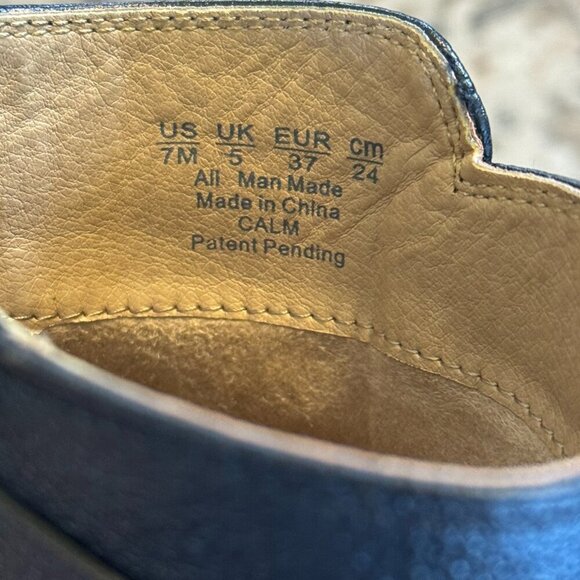 US UK EUR cm
7M 5 37 24
All Man Made
Made in China
CALM
Patent Pending